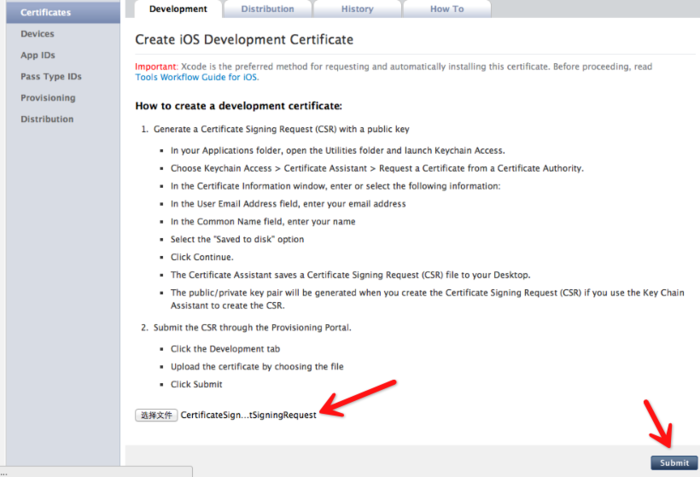 Certificates
Devices
App IDs
Pass Type IDs
Provisioning
Distribution
Development
Distribution
History
How To
Create iOS Development Certificate
Important: Xcode is the preferred method for requesting and automatically installing this certificate. Before proceeding, read
Tools Workflow Guide for iOS.
How to create a development certificate:
1. Generate a Certificate Signing Request (CSR) with a public key
▪ In your Applications folder, open the Utilities folder and launch Keychain Access.
▪ Choose Keychain Access > Certificate Assistant > Request a Certificate from a Certificate Authority.
▪ In the Certificate Information window, enter or select the following information:
▪ In the User Email Address field, enter your email address
▪ In the Common Name field, enter your name
▪ Select the "Saved to disk" option
▪ Click Continue.
▪ The Certificate Assistant saves a Certificate Signing Request (CSR) file to your Desktop.
▪ The public/private key pair will be generated when you create the Certificate Signing Request (CSR) if you use the Key Chain
Assistant to create the CSR.
2. Submit the CSR through the Provisioning Portal.
▪ Click the Development tab
▪ Upload the certificate by choosing the file
▪ Click Submit
选择文件 CertificateSign...tSigningRequest
Submit
...